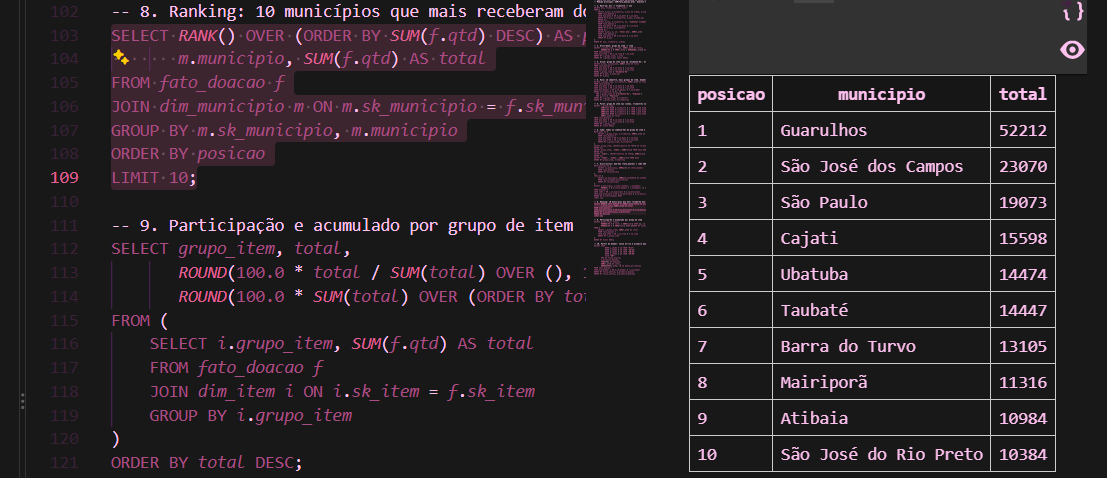 102 -- 8. Ranking: 10 municípios que mais receberam do
103 SELECT RANK() OVER (ORDER BY SUM(f.qtd) DESC) AS p
104 m.municipio, SUM(f.qtd) AS total
105 FROM fato_doacao f
106 JOIN dim_municipio m ON m.sk_municipio = f.sk_mun
107 GROUP BY m.sk_municipio, m.municipio
108 ORDER BY posicao
109 LIMIT 10;
110
111 -- 9. Participação e acumulado por grupo de item
112 SELECT grupo_item, total,
113 ROUND(100.0 * total / SUM(total) OVER (),
114 ROUND(100.0 * SUM(total) OVER (ORDER BY tot
115 FROM (
116 SELECT i.grupo_item, SUM(f.qtd) AS total
117 FROM fato_doacao f
118 JOIN dim_item i ON i.sk_item = f.sk_item
119 GROUP BY i.grupo_item
120 )
121 ORDER BY total DESC;
{}
posicao municipio total
1 Guarulhos 52212
2 São José dos Campos 23070
3 São Paulo 19073
4 Cajati 15598
5 Ubatuba 14474
6 Taubaté 14447
7 Barra do Turvo 13105
8 Mairiporã 11316
9 Atibaia 10984
10 São José do Rio Preto 10384